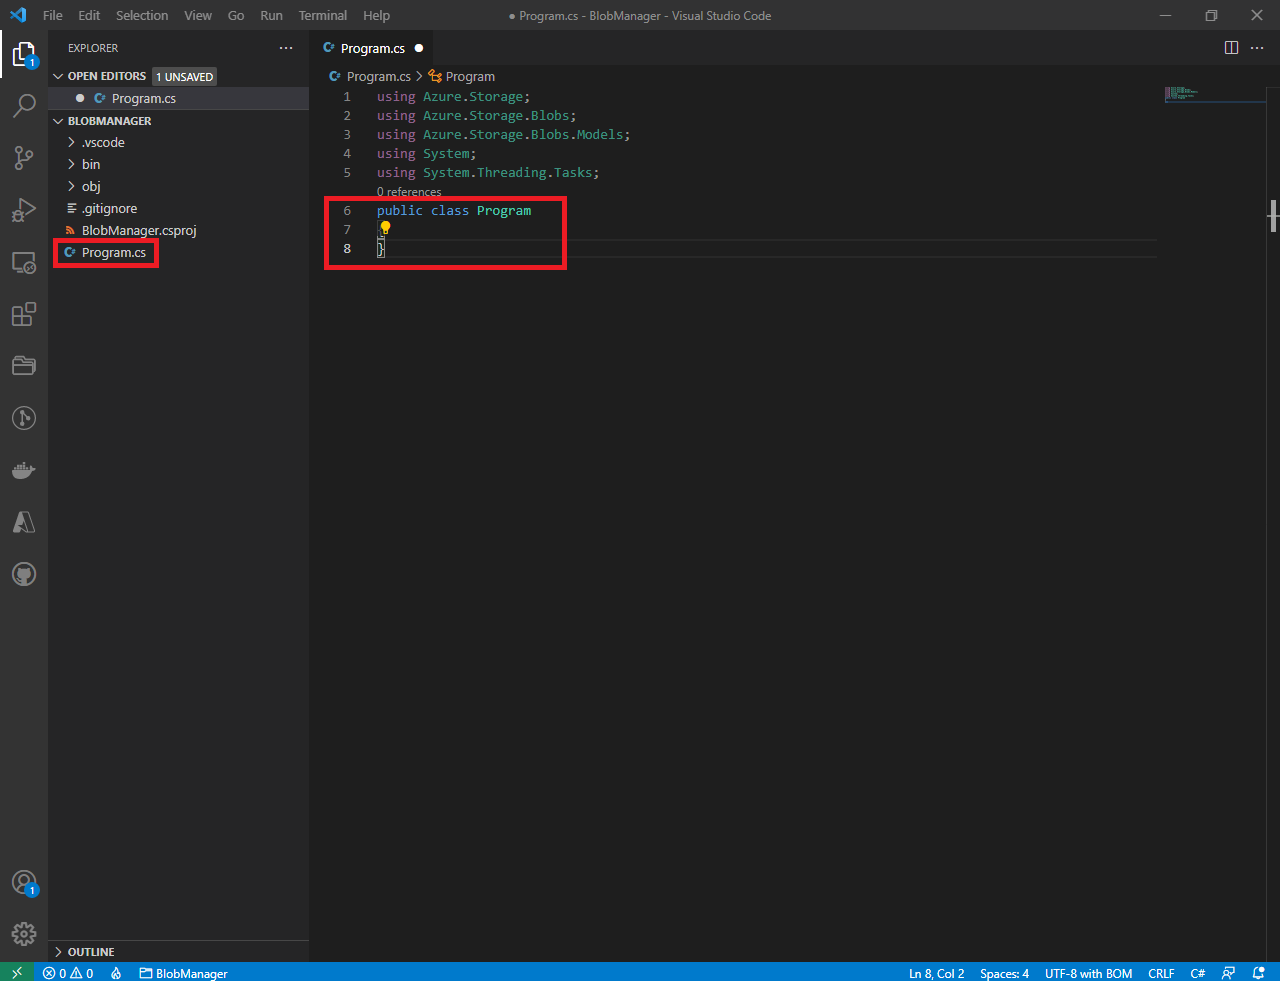 File Edit Selection View Go Run Terminal Help
● Program.cs - BlobManager - Visual Studio Code
EXPLORER
OPEN EDITORS 1 UNSAVED
Program.cs
BLOBMANAGER
.vscode
bin
obj
.gitignore
BlobManager.csproj
Program.cs
OUTLINE
Program.cs
Program.cs > Program
1 using Azure.Storage;
2 using Azure.Storage.Blobs;
3 using Azure.Storage.Blobs.Models;
4 using System;
5 using System.Threading.Tasks;
0 references
6 public class Program
7 {
8 }
1
1
0 0 BlobManager Ln 8, Col 2 Spaces: 4 UTF-8 with BOM CRLF C#